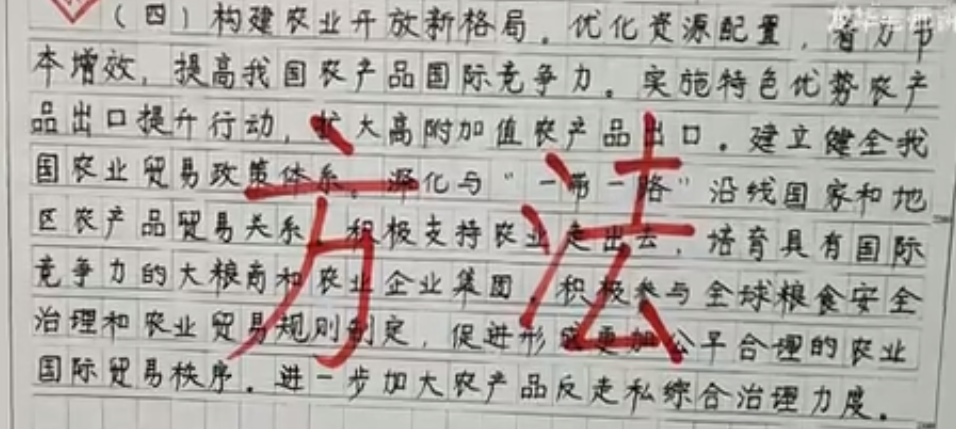 （四）构建农业开放新格局。优化资源配置，着力节
本增效，提高我国农产品国际竞争力。实施特色优势农产
品出口提升行动，扩大高附加值农产品出口。建立健全我
国农业贸易政策体系。深化与“一带一路”沿线国家和地
区农产品贸易关系。积极支持农业走出去，培育具有国际
竞争力的大粮商和农业企业集团。积极参与全球粮食安全
治理和农业贸易规则制定，促进形成更加公平合理的农业
国际贸易秩序。进一步加大农产品反走私综合治理力度。
方法